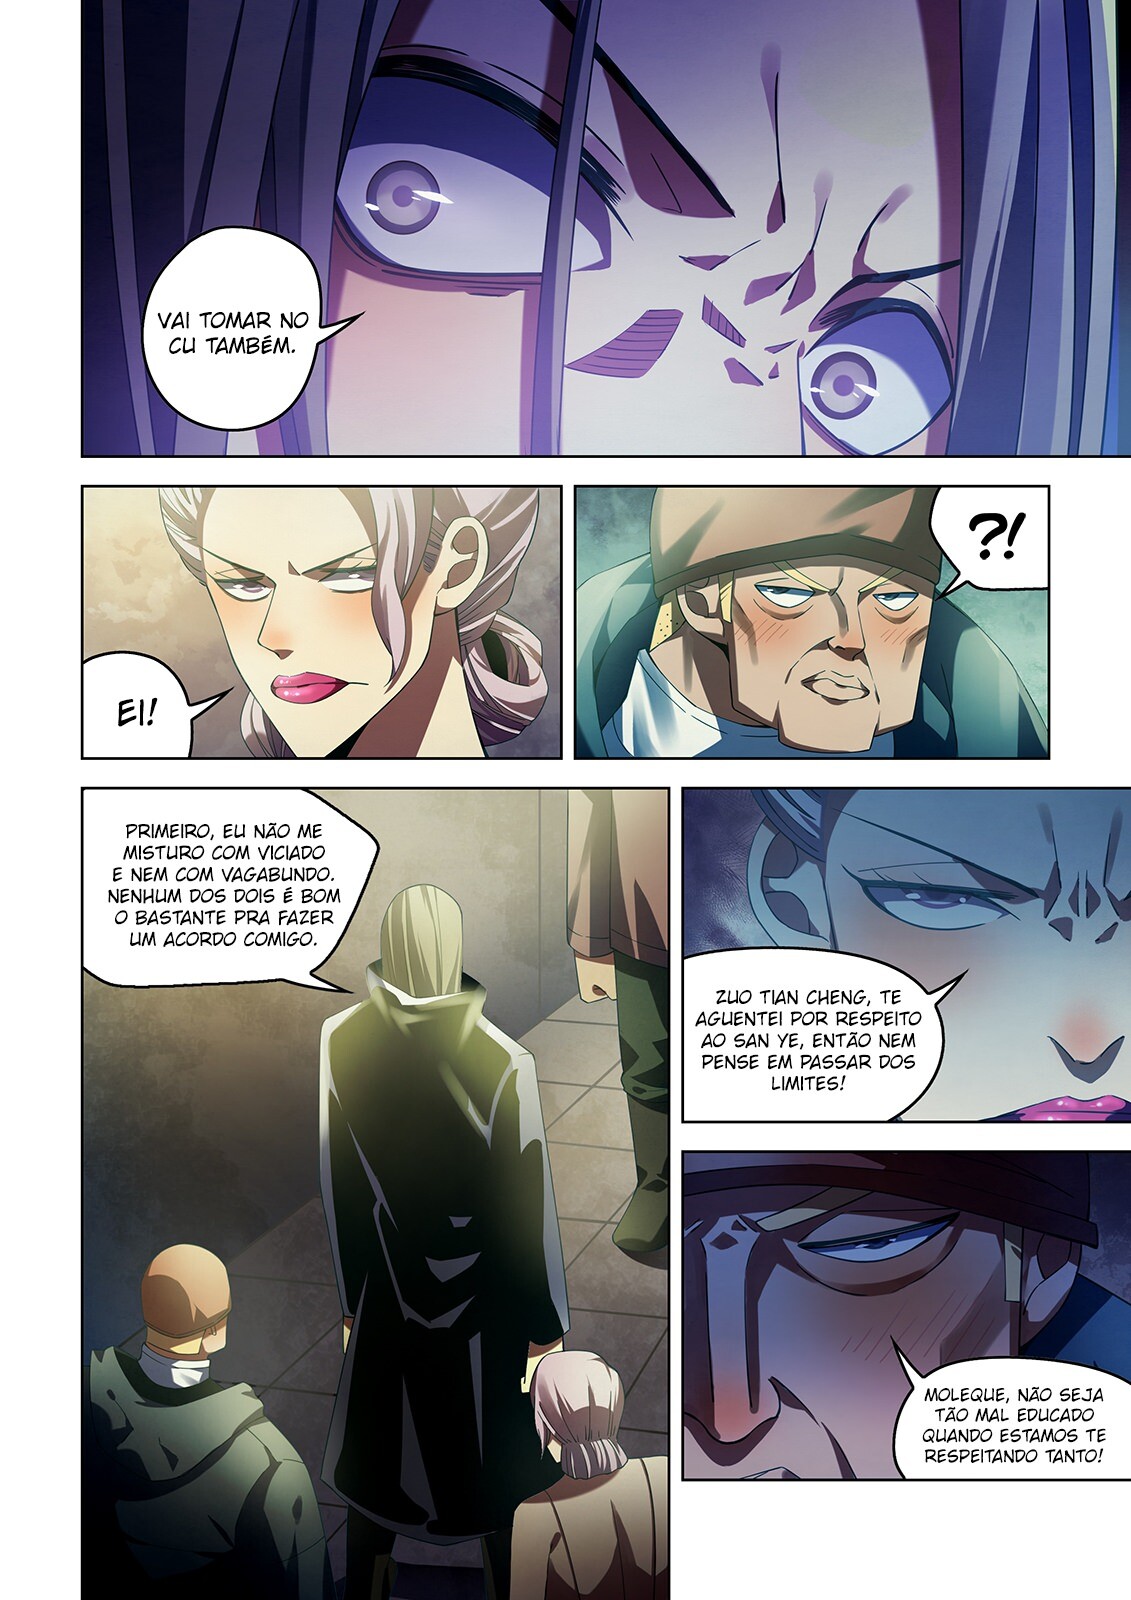 VAI TOMAR NO
CU TAMBÉM.
EI!
?!
PRIMEIRO, EU NÃO ME
MISTURO COM VICIADO
E NEM COM VAGABUNDO.
NENHUM DOS DOIS É BOM
O BASTANTE PRA FAZER
UM ACORDO COMIGO.
ZUO TIAN CHENG, TE
AGUENTEI POR RESPEITO
AO SAN YE, ENTÃO NEM
PENSE EM PASSAR DOS
LIMITES!
MOLEQUE, NÃO SEJA
TÃO MAL EDUCADO
QUANDO ESTAMOS TE
RESPEITANDO TANTO!